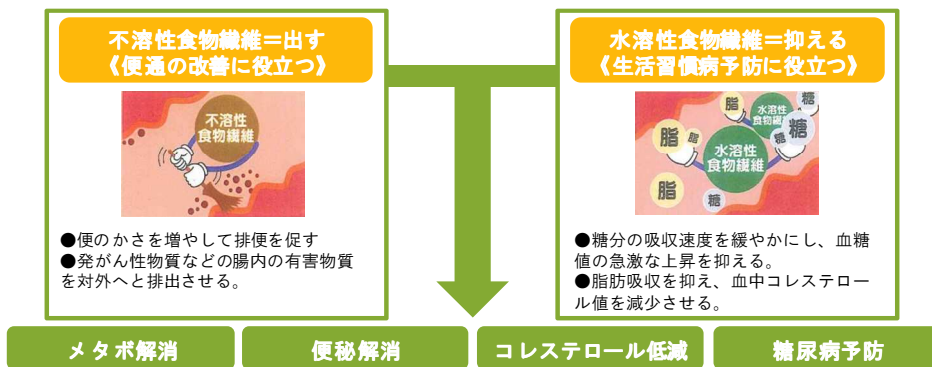 不溶性食物繊維＝出す
《便通の改善に役立つ》
不溶性
食物繊維
●便のかさを増やして排便を促す
●発がん性物質などの腸内の有害物質
を対外へと排出させる。
水溶性食物繊維＝抑える
《生活習慣病予防に役立つ》
脂
水溶性
食物繊維
糖
脂
脂
糖
糖
水溶性
食物繊維
脂
糖
●糖分の吸収速度を緩やかにし、血糖
値の急激な上昇を抑える。
●脂肪吸収を抑え、血中コレステロー
ル値を減少させる。
メタボ解消
便秘解消
コレステロール低減
糖尿病予防